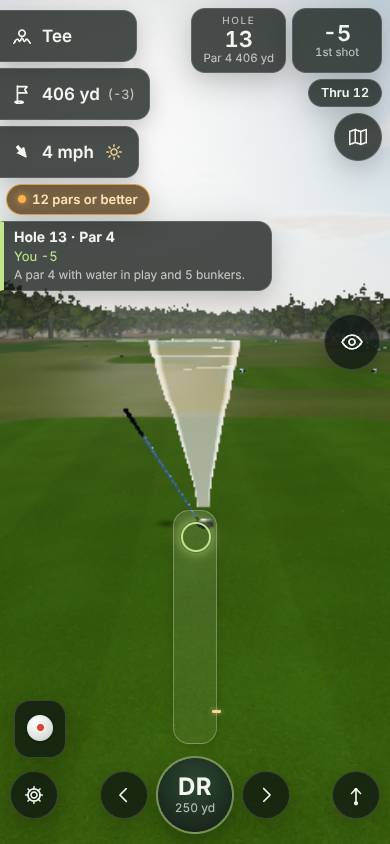 Tee
HOLE
13
Par 4 406 yd
-5
1st shot
406 yd (-3)
Thru 12
4 mph
12 pars or better
Hole 13 · Par 4
You -5
A par 4 with water in play and 5 bunkers.
DR
250 yd